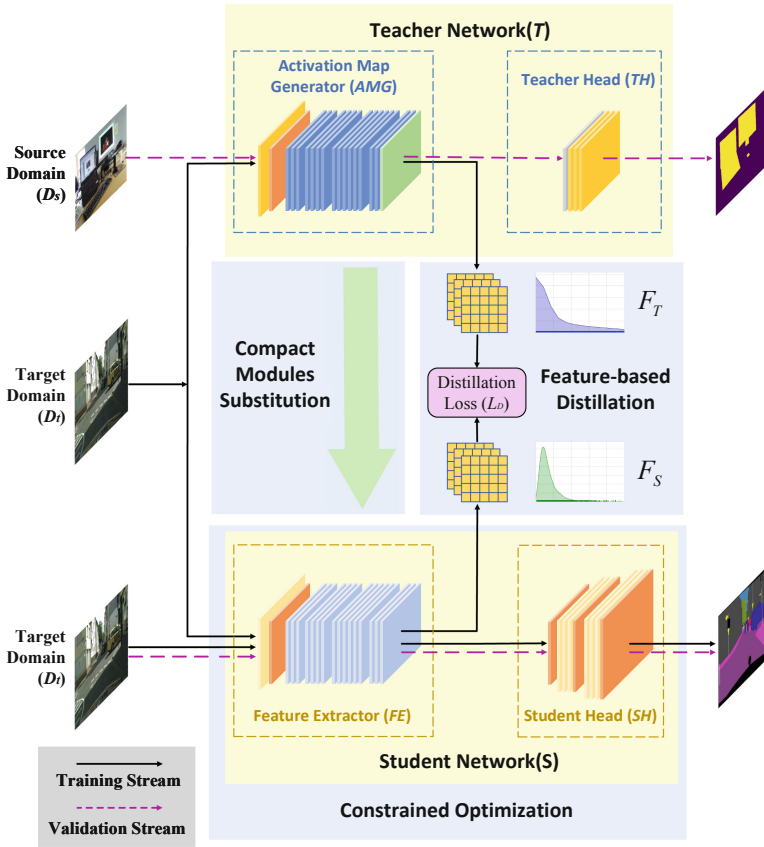 Teacher Network(T)
Activation Map
Generator (AMG)
Teacher Head (TH)
Source
Domain
(Ds)
Compact
Modules
Substitution
F_T
Target
Domain
(Dt)
Distillation
Loss (L_D)
Feature-based
Distillation
F_S
Target
Domain
(Dt)
Feature Extractor (FE)
Student Head (SH)
Student Network(S)
Training Stream
Validation Stream
Constrained Optimization